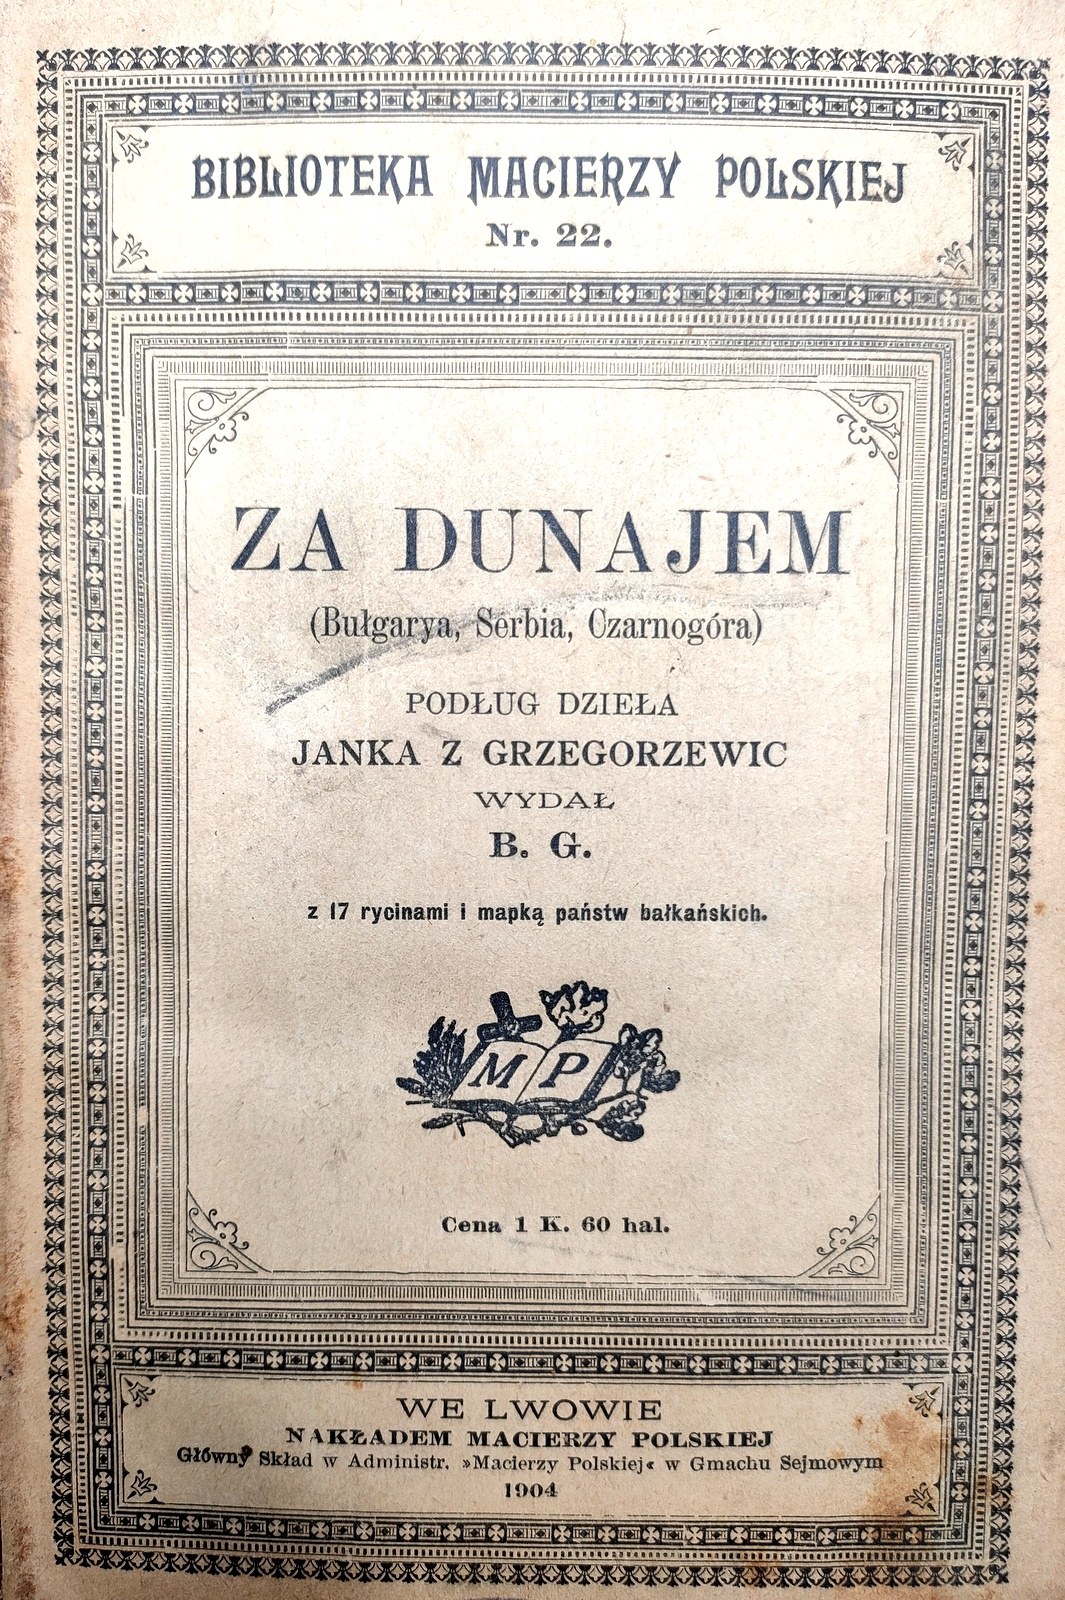 BIBLIOTEKA MACIERZY POLSKIEJ
Nr. 22.
ZA DUNAJEM
(Bułgarya, Serbia, Czarnogóra)
PODŁUG DZIEŁA
JANKA Z GRZEGORZEWIC
WYDAŁ
B. G.
z 17 rycinami i mapką państw bałkańskich.
M P
Cena 1 K. 60 hal.
WE LWOWIE
NAKŁADEM MACIERZY POLSKIEJ
Główny Skład w Administr. »Macierzy Polskiej« w Gmachu Sejmowym
1904